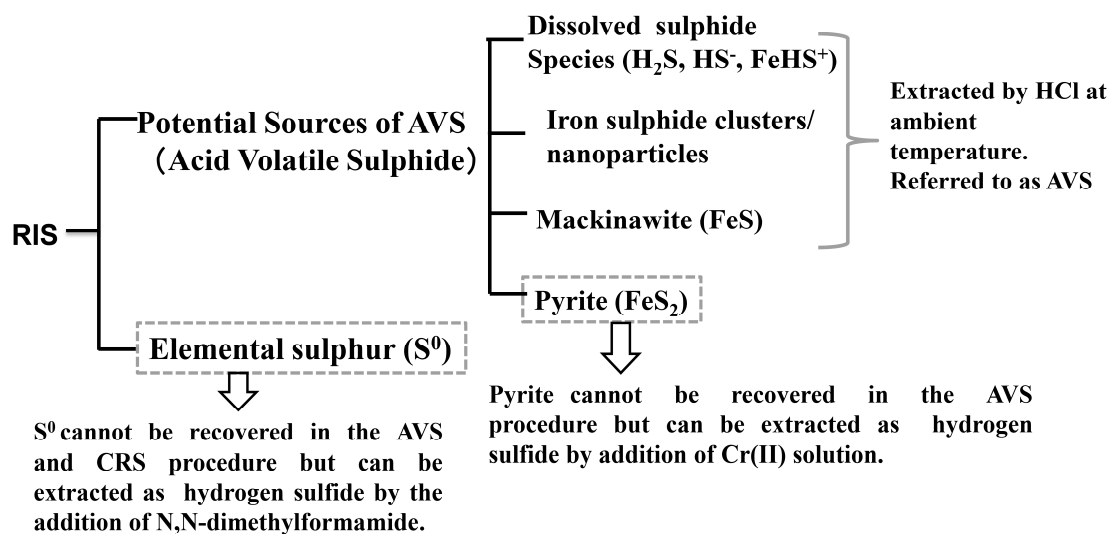 Dissolved sulphide
Species (H₂S, HS⁻, FeHS⁺)
Extracted by HCl at
ambient
temperature.
Referred to as AVS
Potential Sources of AVS
（Acid Volatile Sulphide）
Iron sulphide clusters/
nanoparticles
Mackinawite (FeS)
RIS
Pyrite (FeS₂)
Elemental sulphur (S⁰)
Pyrite cannot be recovered in the AVS
procedure but can be extracted as hydrogen
sulfide by addition of Cr(II) solution.
S⁰ cannot be recovered in the AVS
and CRS procedure but can be
extracted as hydrogen sulfide by the
addition of N,N-dimethylformamide.